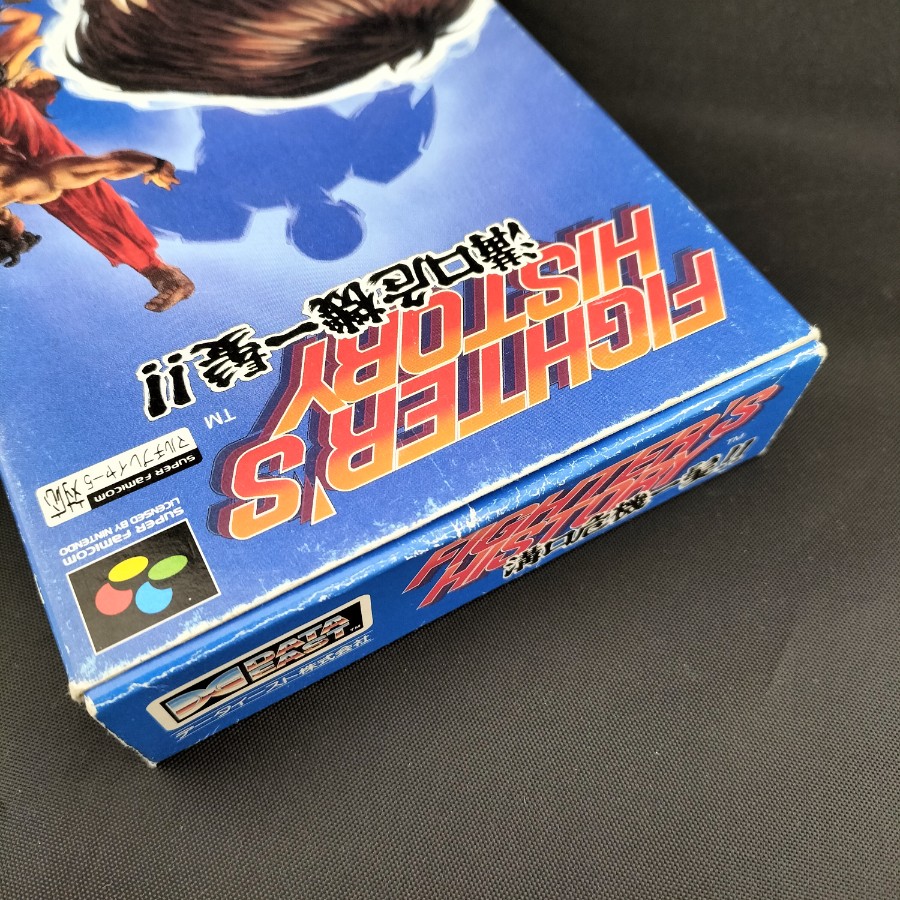 FIGHTER'S
HISTORY
溝口危機一髪!!
TM
SUPER FAMICOM
マルチプレイヤー5対応
SUPER FAMICOM
LICENSED BY NINTENDO
FIGHTER'S
HISTORY
TM
溝口危機一髪!!
DATA
EAST
TM
データイースト株式会社